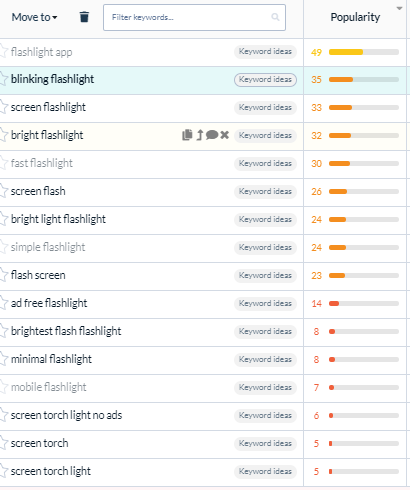 Move to Filter keywords... Popularity
flashlight app Keyword ideas 49
blinking flashlight Keyword ideas 35
screen flashlight Keyword ideas 33
bright flashlight Keyword ideas 32
fast flashlight Keyword ideas 30
screen flash Keyword ideas 26
bright light flashlight Keyword ideas 24
simple flashlight Keyword ideas 24
flash screen Keyword ideas 23
ad free flashlight Keyword ideas 14
brightest flash flashlight Keyword ideas 8
minimal flashlight Keyword ideas 8
mobile flashlight Keyword ideas 7
screen torch light no ads Keyword ideas 6
screen torch Keyword ideas 5
screen torch light Keyword ideas 5